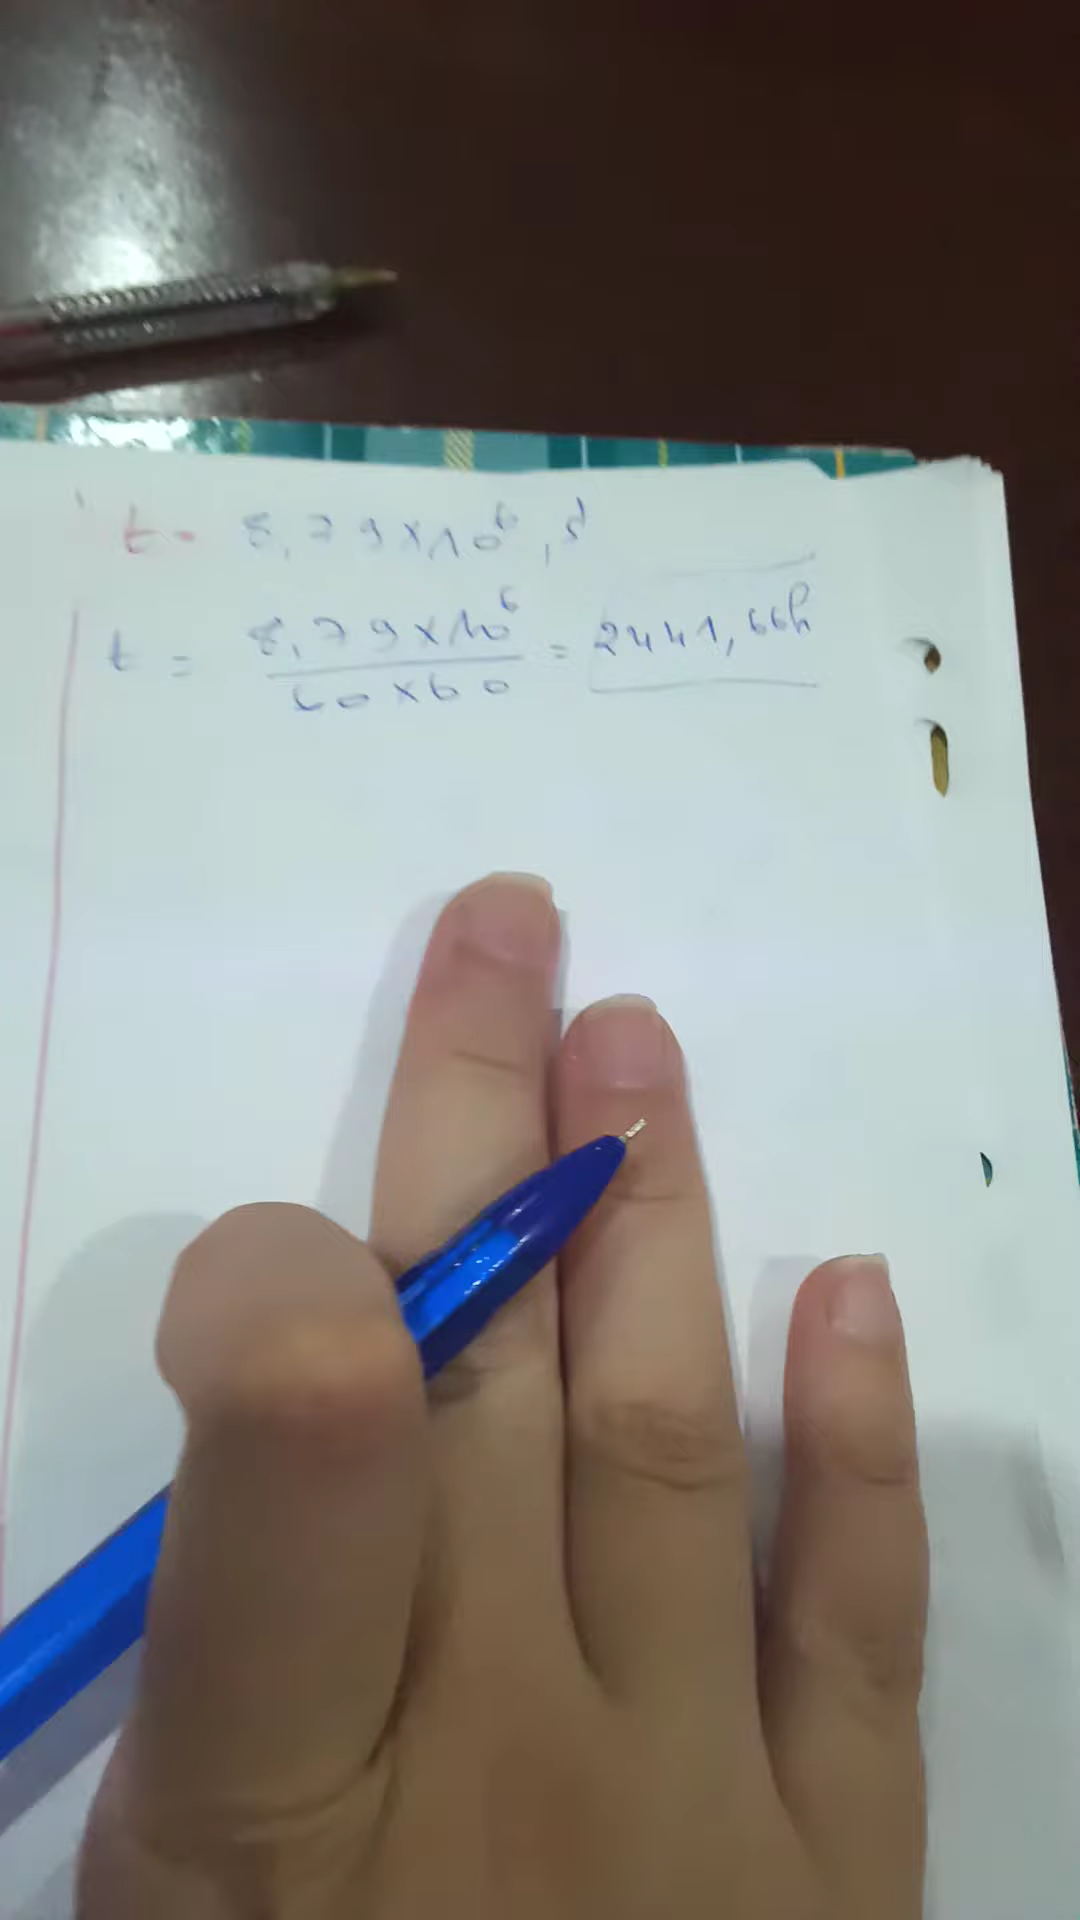 t = 8,79×10⁶, s
t = 8,79×10⁶ / 60×60 = 2441,66h